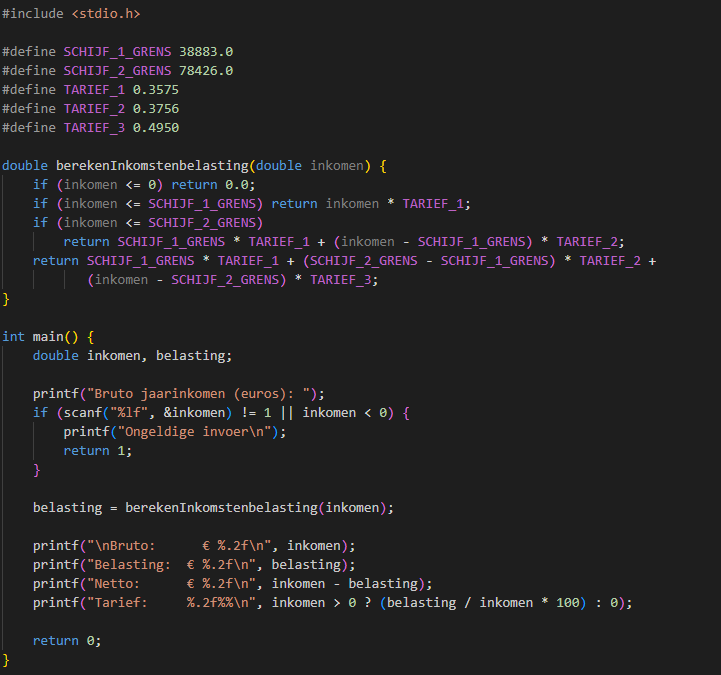 #include <stdio.h>

#define SCHIJF_1_GRENS 38883.0
#define SCHIJF_2_GRENS 78426.0
#define TARIEF_1 0.3575
#define TARIEF_2 0.3756
#define TARIEF_3 0.4950

double berekenInkomstenbelasting(double inkomen) {
    if (inkomen <= 0) return 0.0;
    if (inkomen <= SCHIJF_1_GRENS) return inkomen * TARIEF_1;
    if (inkomen <= SCHIJF_2_GRENS)
        return SCHIJF_1_GRENS * TARIEF_1 + (inkomen - SCHIJF_1_GRENS) * TARIEF_2;
    return SCHIJF_1_GRENS * TARIEF_1 + (SCHIJF_2_GRENS - SCHIJF_1_GRENS) * TARIEF_2 +
           (inkomen - SCHIJF_2_GRENS) * TARIEF_3;
}

int main() {
    double inkomen, belasting;

    printf("Bruto jaarinkomen (euros): ");
    if (scanf("%lf", &inkomen) != 1 || inkomen < 0) {
        printf("Ongeldige invoer\n");
        return 1;
    }

    belasting = berekenInkomstenbelasting(inkomen);

    printf("\nBruto:      € %.2f\n", inkomen);
    printf("Belasting:  € %.2f\n", belasting);
    printf("Netto:      € %.2f\n", inkomen - belasting);
    printf("Tarief:     %.2f%%\n", inkomen > 0 ? (belasting / inkomen * 100) : 0);

    return 0;
}